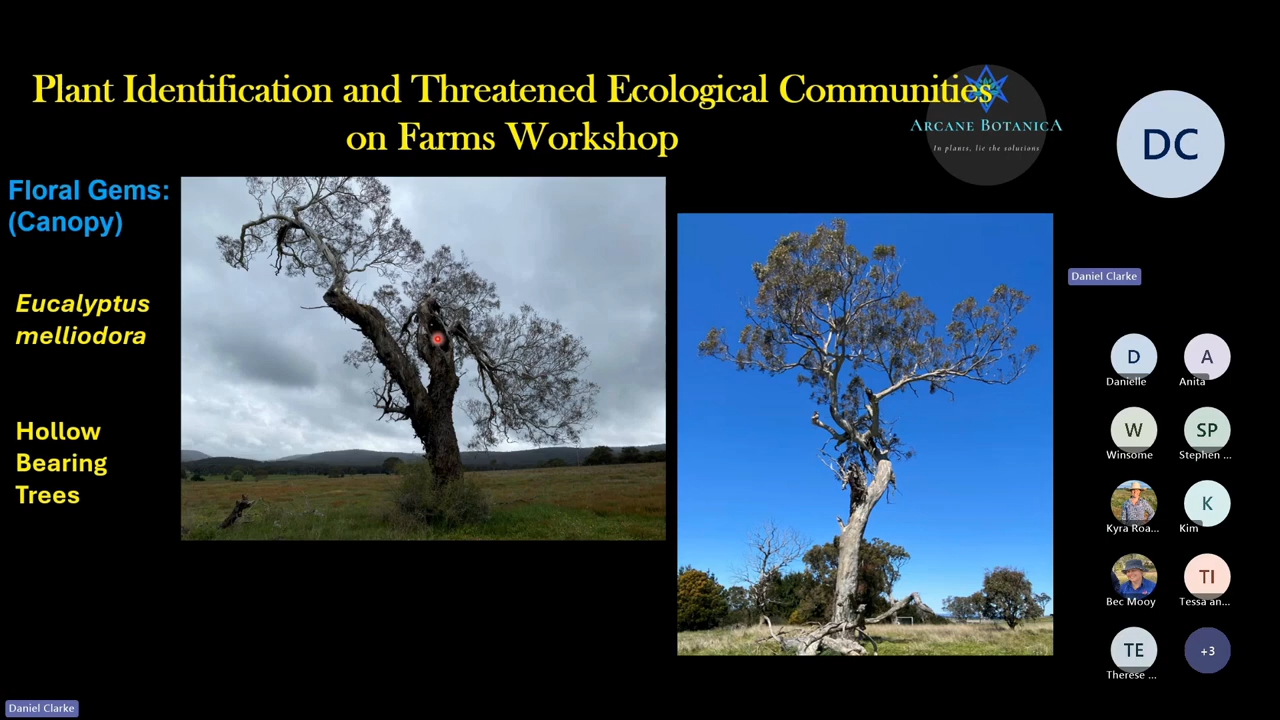 Plant Identification and Threatened Ecological Communities
on Farms Workshop
ARCANE BOTANICA
In plants, lie the solutions
DC
Daniel Clarke
Floral Gems:
(Canopy)
Eucalyptus
melliodora
Hollow
Bearing
Trees
D
Danielle
A
Anita
W
Winsome
SP
Stephen ...
Kyra Roa...
K
Kim
Bec Mooy
TI
Tessa an...
TE
Therese ...
+3
Daniel Clarke